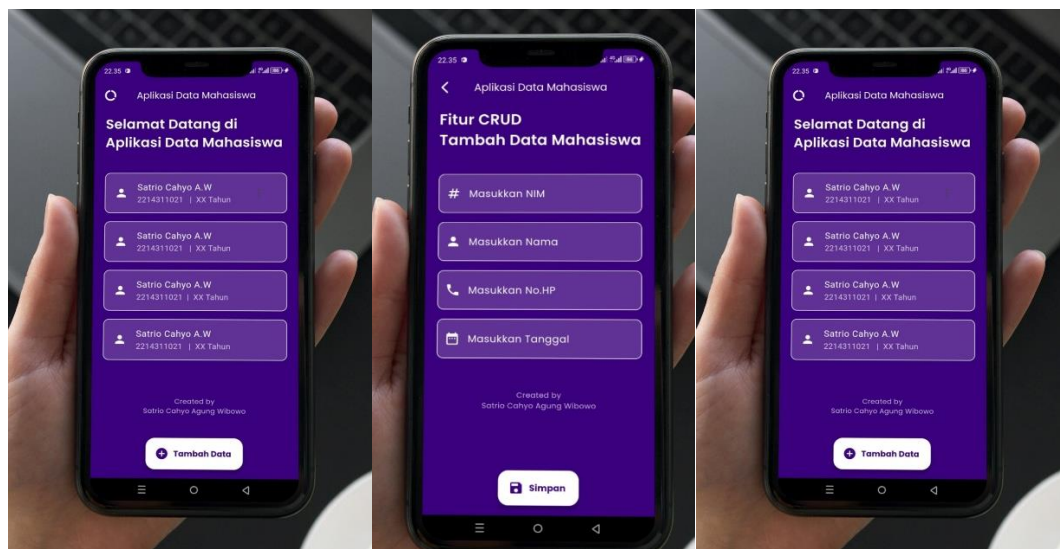 22.35
Aplikasi Data Mahasiswa
Selamat Datang di
Aplikasi Data Mahasiswa
Satrio Cahyo A.W
2214311021 | XX Tahun
Satrio Cahyo A.W
2214311021 | XX Tahun
Satrio Cahyo A.W
2214311021 | XX Tahun
Satrio Cahyo A.W
2214311021 | XX Tahun
Created by
Satrio Cahyo Agung Wibowo
Tambah Data
22.35
Aplikasi Data Mahasiswa
Fitur CRUD
Tambah Data Mahasiswa
# Masukkan NIM
Masukkan Nama
Masukkan No.HP
Masukkan Tanggal
Created by
Satrio Cahyo Agung Wibowo
Simpan
22.35
Aplikasi Data Mahasiswa
Selamat Datang di
Aplikasi Data Mahasiswa
Satrio Cahyo A.W
2214311021 | XX Tahun
Satrio Cahyo A.W
2214311021 | XX Tahun
Satrio Cahyo A.W
2214311021 | XX Tahun
Satrio Cahyo A.W
2214311021 | XX Tahun
Created by
Satrio Cahyo Agung Wibowo
Tambah Data